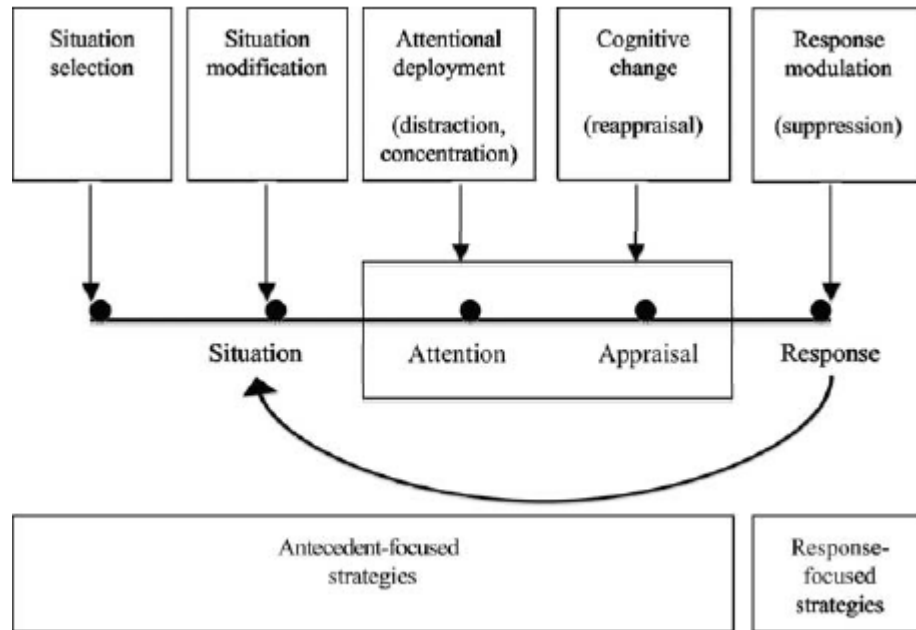 Situation
selection
Situation
modification
Attentional
deployment
(distraction,
concentration)
Cognitive
change
(reappraisal)
Response
modulation
(suppression)
Situation
Attention
Appraisal
Response
Antecedent-focused
strategies
Response-
focused
strategies